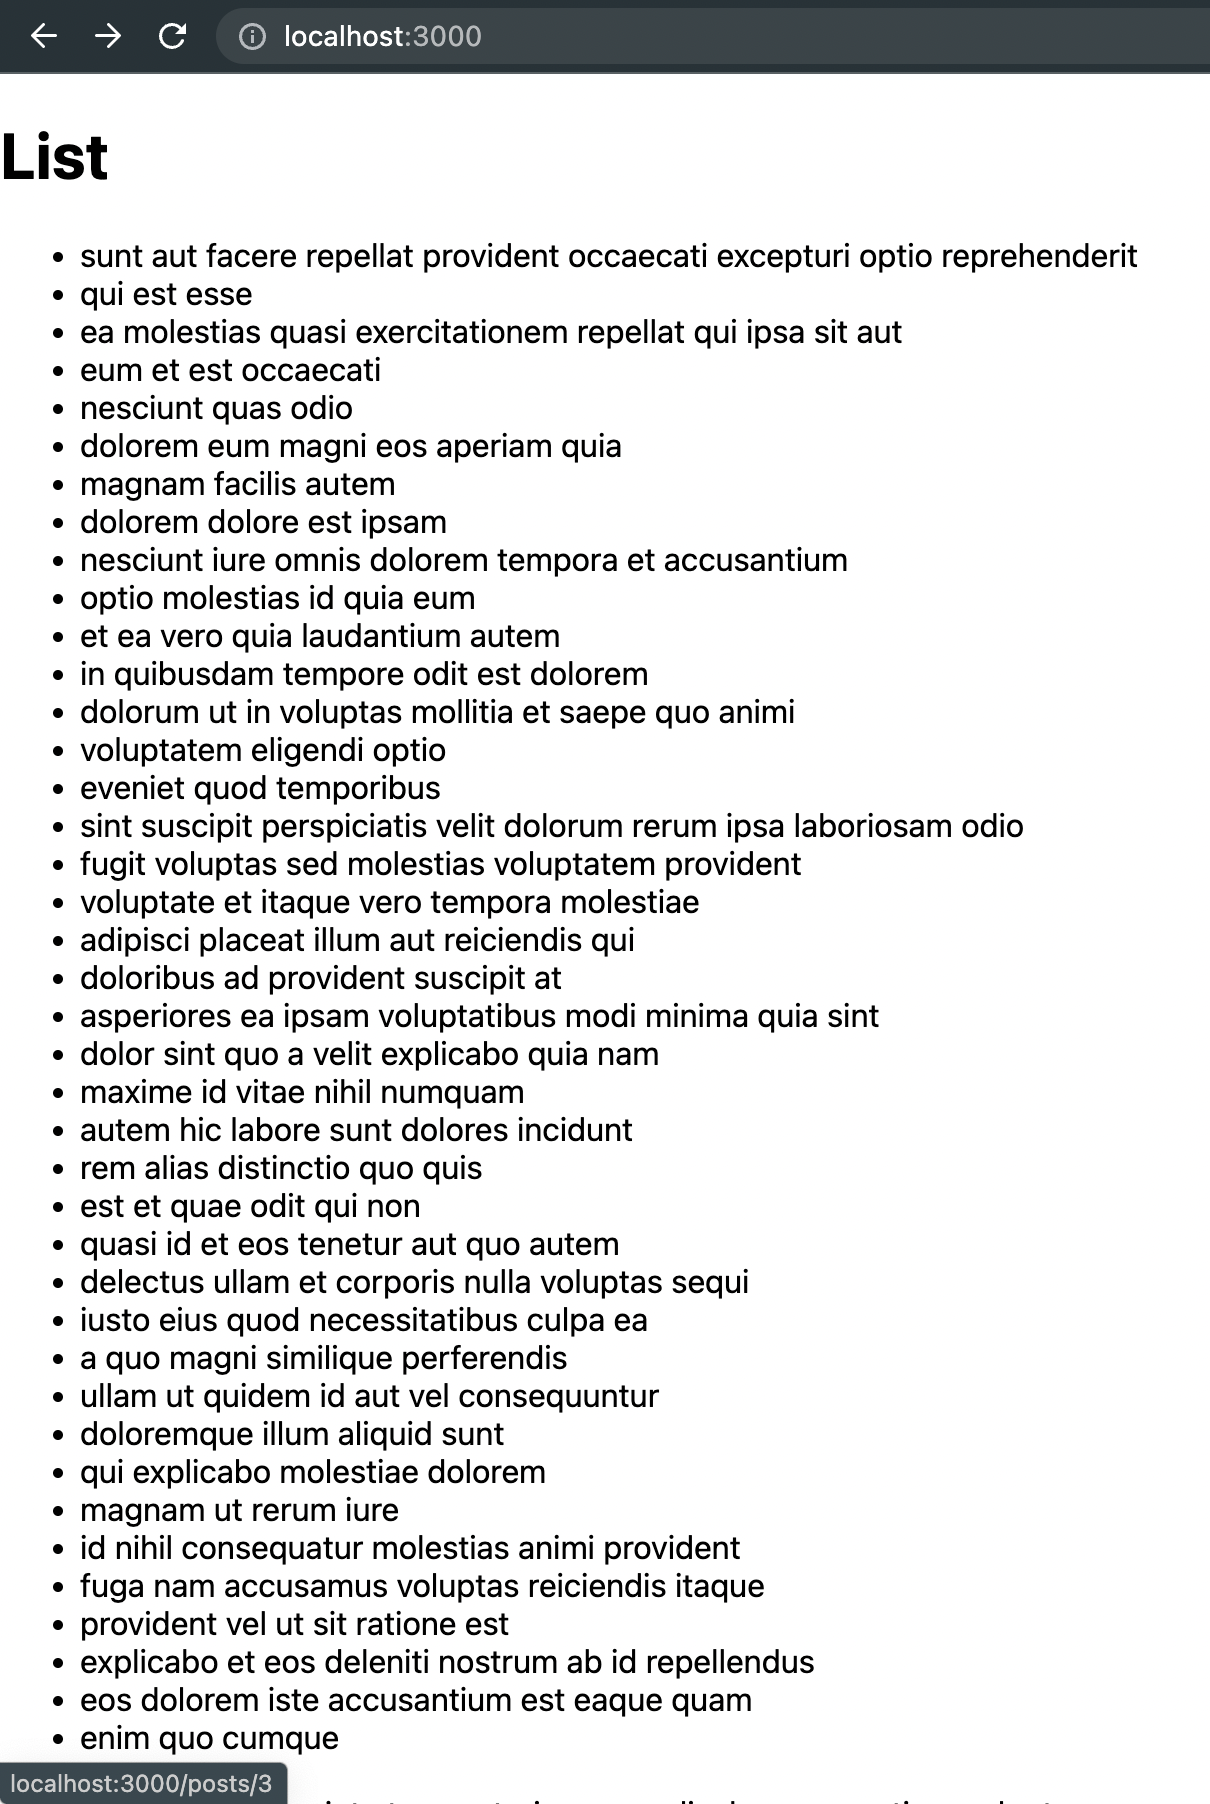 localhost:3000
List
• sunt aut facere repellat provident occaecati excepturi optio reprehenderit
• qui est esse
• ea molestias quasi exercitationem repellat qui ipsa sit aut
• eum et est occaecati
• nesciunt quas odio
• dolorem eum magni eos aperiam quia
• magnam facilis autem
• dolorem dolore est ipsam
• nesciunt iure omnis dolorem tempora et accusantium
• optio molestias id quia eum
• et ea vero quia laudantium autem
• in quibusdam tempore odit est dolorem
• dolorum ut in voluptas mollitia et saepe quo animi
• voluptatem eligendi optio
• eveniet quod temporibus
• sint suscipit perspiciatis velit dolorum rerum ipsa laboriosam odio
• fugit voluptas sed molestias voluptatem provident
• voluptate et itaque vero tempora molestiae
• adipisci placeat illum aut reiciendis qui
• doloribus ad provident suscipit at
• asperiores ea ipsam voluptatibus modi minima quia sint
• dolor sint quo a velit explicabo quia nam
• maxime id vitae nihil numquam
• autem hic labore sunt dolores incidunt
• rem alias distinctio quo quis
• est et quae odit qui non
• quasi id et eos tenetur aut quo autem
• delectus ullam et corporis nulla voluptas sequi
• iusto eius quod necessitatibus culpa ea
• a quo magni similique perferendis
• ullam ut quidem id aut vel consequuntur
• doloremque illum aliquid sunt
• qui explicabo molestiae dolorem
• magnam ut rerum iure
• id nihil consequatur molestias animi provident
• fuga nam accusamus voluptas reiciendis itaque
• provident vel ut sit ratione est
• explicabo et eos deleniti nostrum ab id repellendus
• eos dolorem iste accusantium est eaque quam
• enim quo cumque
localhost:3000/posts/3